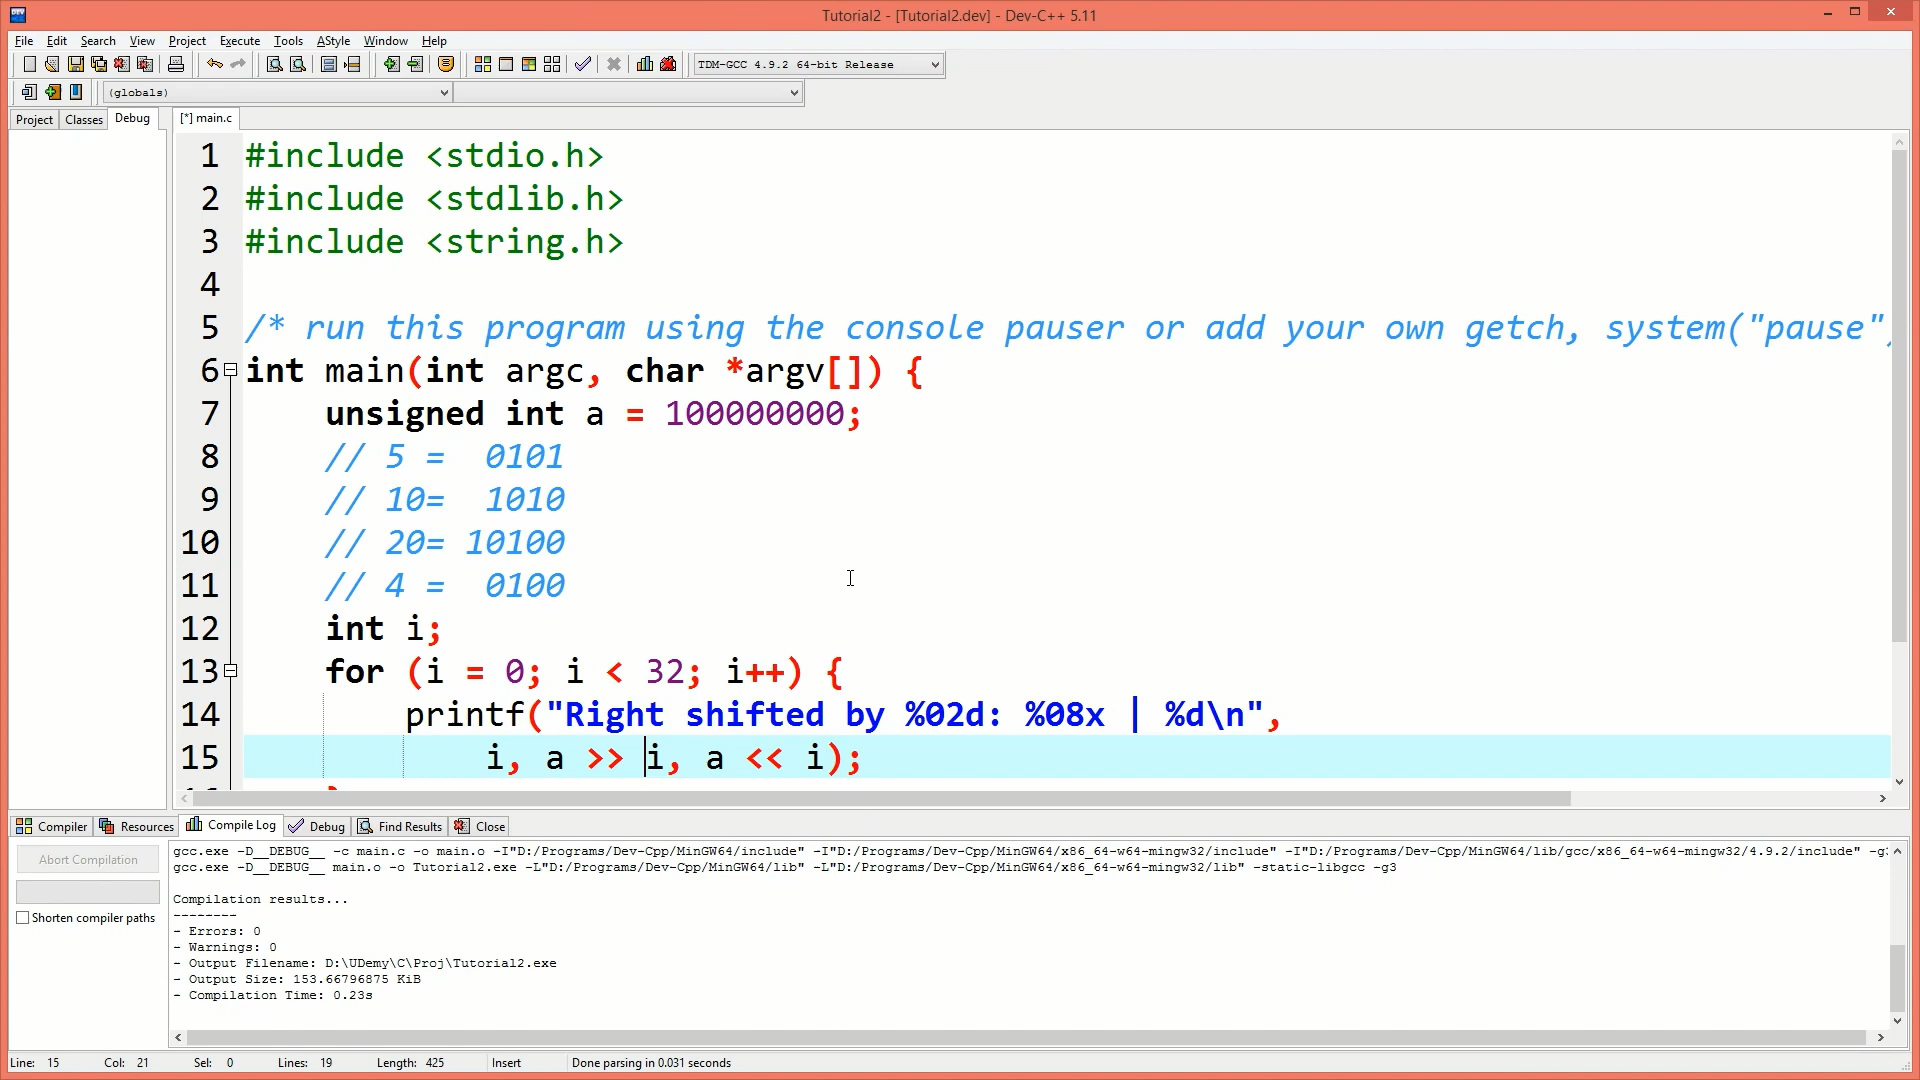 Tutorial2 - [Tutorial2.dev] - Dev-C++ 5.11
File Edit Search View Project Execute Tools AStyle Window Help
TDM-GCC 4.9.2 64-bit Release
(globals)
Project Classes Debug [*] main.c
1 #include <stdio.h>
2 #include <stdlib.h>
3 #include <string.h>
4
5 /* run this program using the console pauser or add your own getch, system("pause")
6 int main(int argc, char *argv[]) {
7 unsigned int a = 100000000;
8 // 5 = 0101
9 // 10= 1010
10 // 20= 10100
11 // 4 = 0100
12 int i;
13 for (i = 0; i < 32; i++) {
14 printf("Right shifted by %02d: %08x | %d\n",
15 i, a >> i, a << i);
Compiler Resources Compile Log Debug Find Results Close
Abort Compilation
Shorten compiler paths
gcc.exe -D__DEBUG__ -c main.c -o main.o -I"D:/Programs/Dev-Cpp/MinGW64/include" -I"D:/Programs/Dev-Cpp/MinGW64/x86_64-w64-mingw32/include" -I"D:/Programs/Dev-Cpp/MinGW64/lib/gcc/x86_64-w64-mingw32/4.9.2/include" -g3
gcc.exe -D__DEBUG__ main.o -o Tutorial2.exe -L"D:/Programs/Dev-Cpp/MinGW64/lib" -L"D:/Programs/Dev-Cpp/MinGW64/x86_64-w64-mingw32/lib" -static-libgcc -g3
Compilation results...
--------
- Errors: 0
- Warnings: 0
- Output Filename: D:\UDemy\C\Proj\Tutorial2.exe
- Output Size: 153.66796875 KiB
- Compilation Time: 0.23s
Line: 15 Col: 21 Sel: 0 Lines: 19 Length: 425 Insert Done parsing in 0.031 seconds